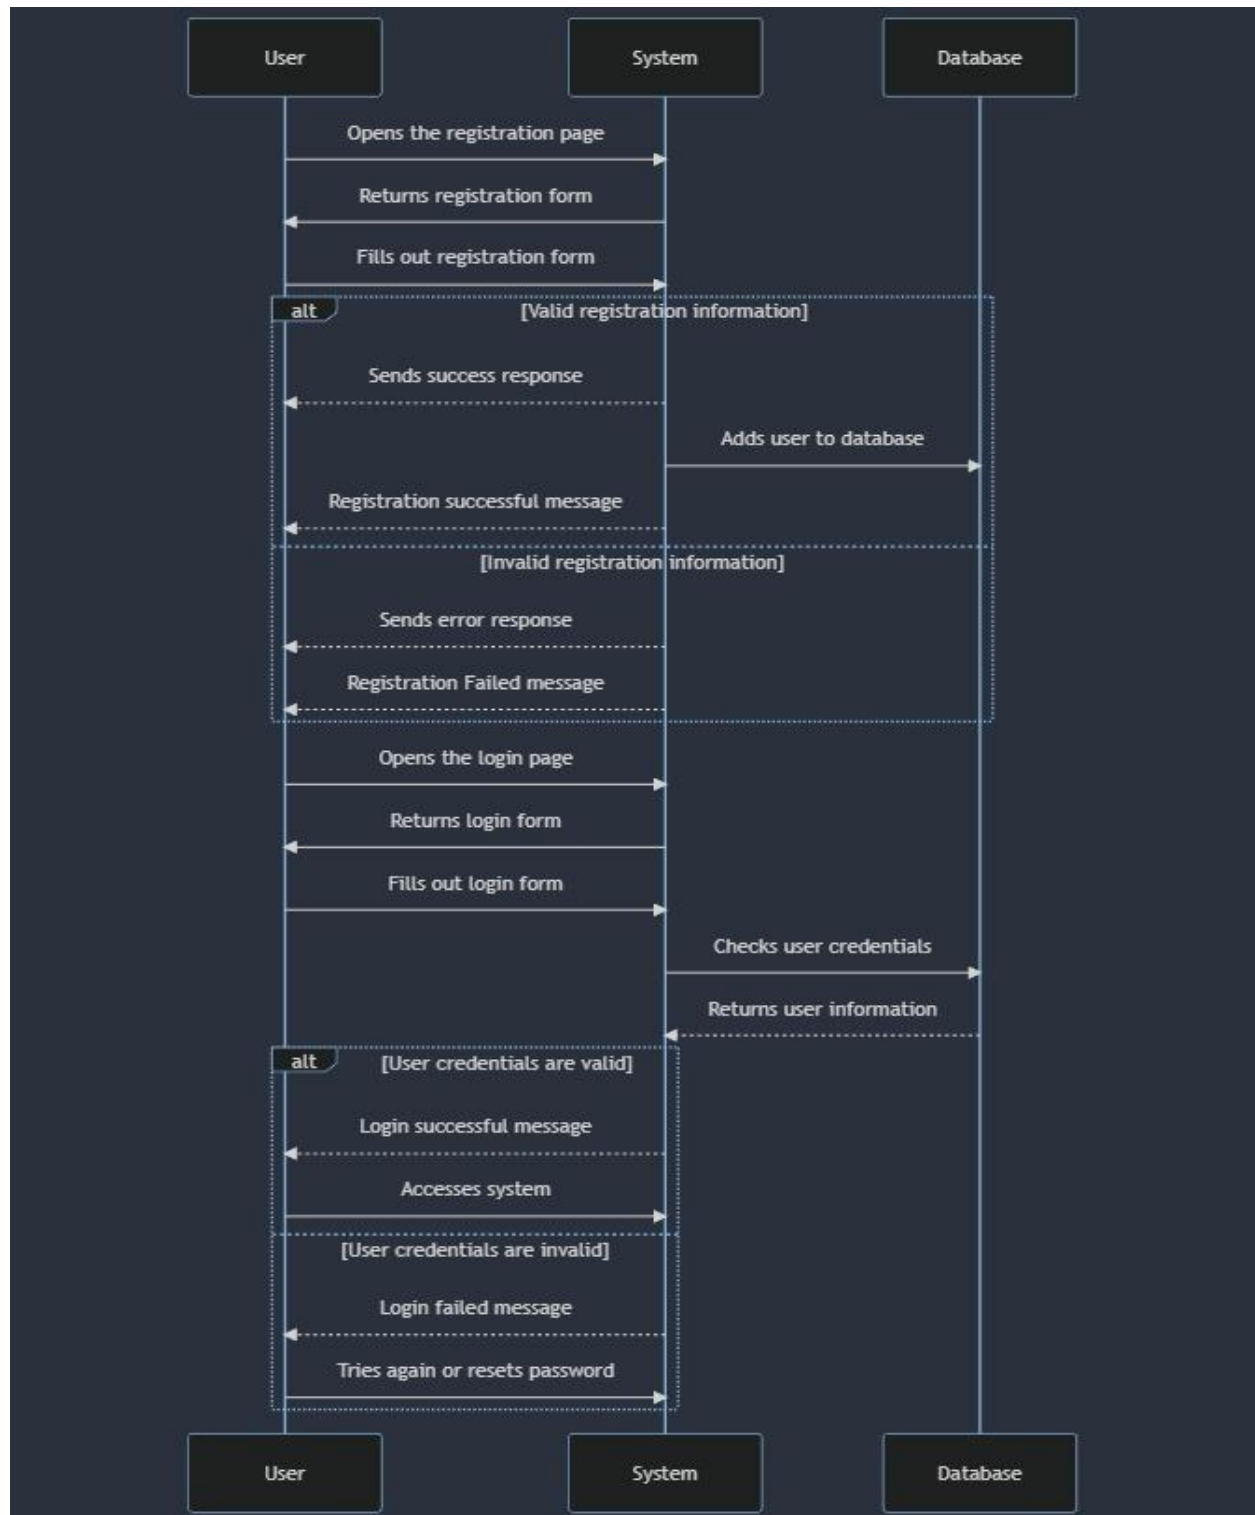 User System Database
Opens the registration page
Returns registration form
Fills out registration form
alt [Valid registration information]
Sends success response
Adds user to database
Registration successful message
[Invalid registration information]
Sends error response
Registration Failed message
Opens the login page
Returns login form
Fills out login form
Checks user credentials
Returns user information
alt [User credentials are valid]
Login successful message
Accesses system
[User credentials are invalid]
Login failed message
Tries again or resets password
User System Database